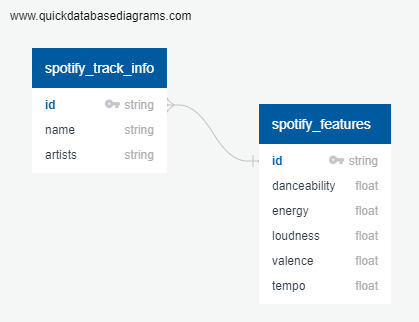 www.quickdatabasediagrams.com
spotify_track_info
id string
name string
artists string
spotify_features
id string
danceability float
energy float
loudness float
valence float
tempo float